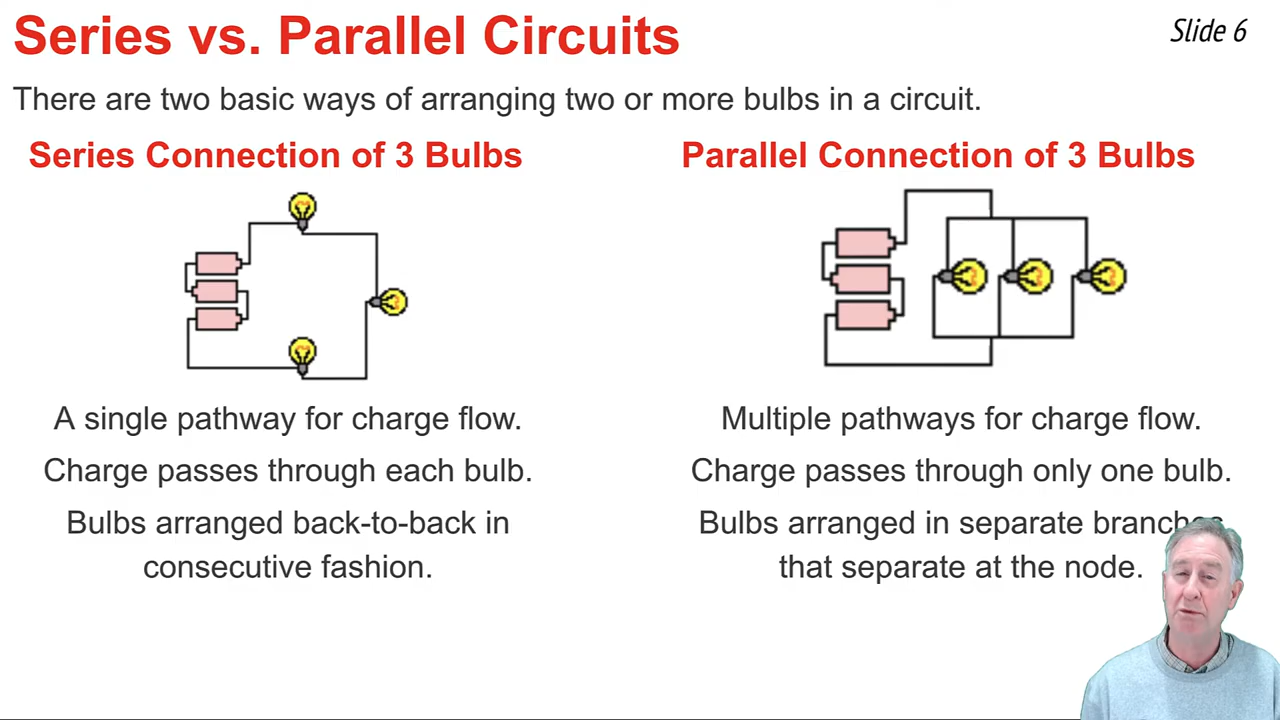 Series vs. Parallel Circuits
Slide 6
There are two basic ways of arranging two or more bulbs in a circuit.
Series Connection of 3 Bulbs
A single pathway for charge flow.
Charge passes through each bulb.
Bulbs arranged back-to-back in
consecutive fashion.
Parallel Connection of 3 Bulbs
Multiple pathways for charge flow.
Charge passes through only one bulb.
Bulbs arranged in separate branches
that separate at the node.